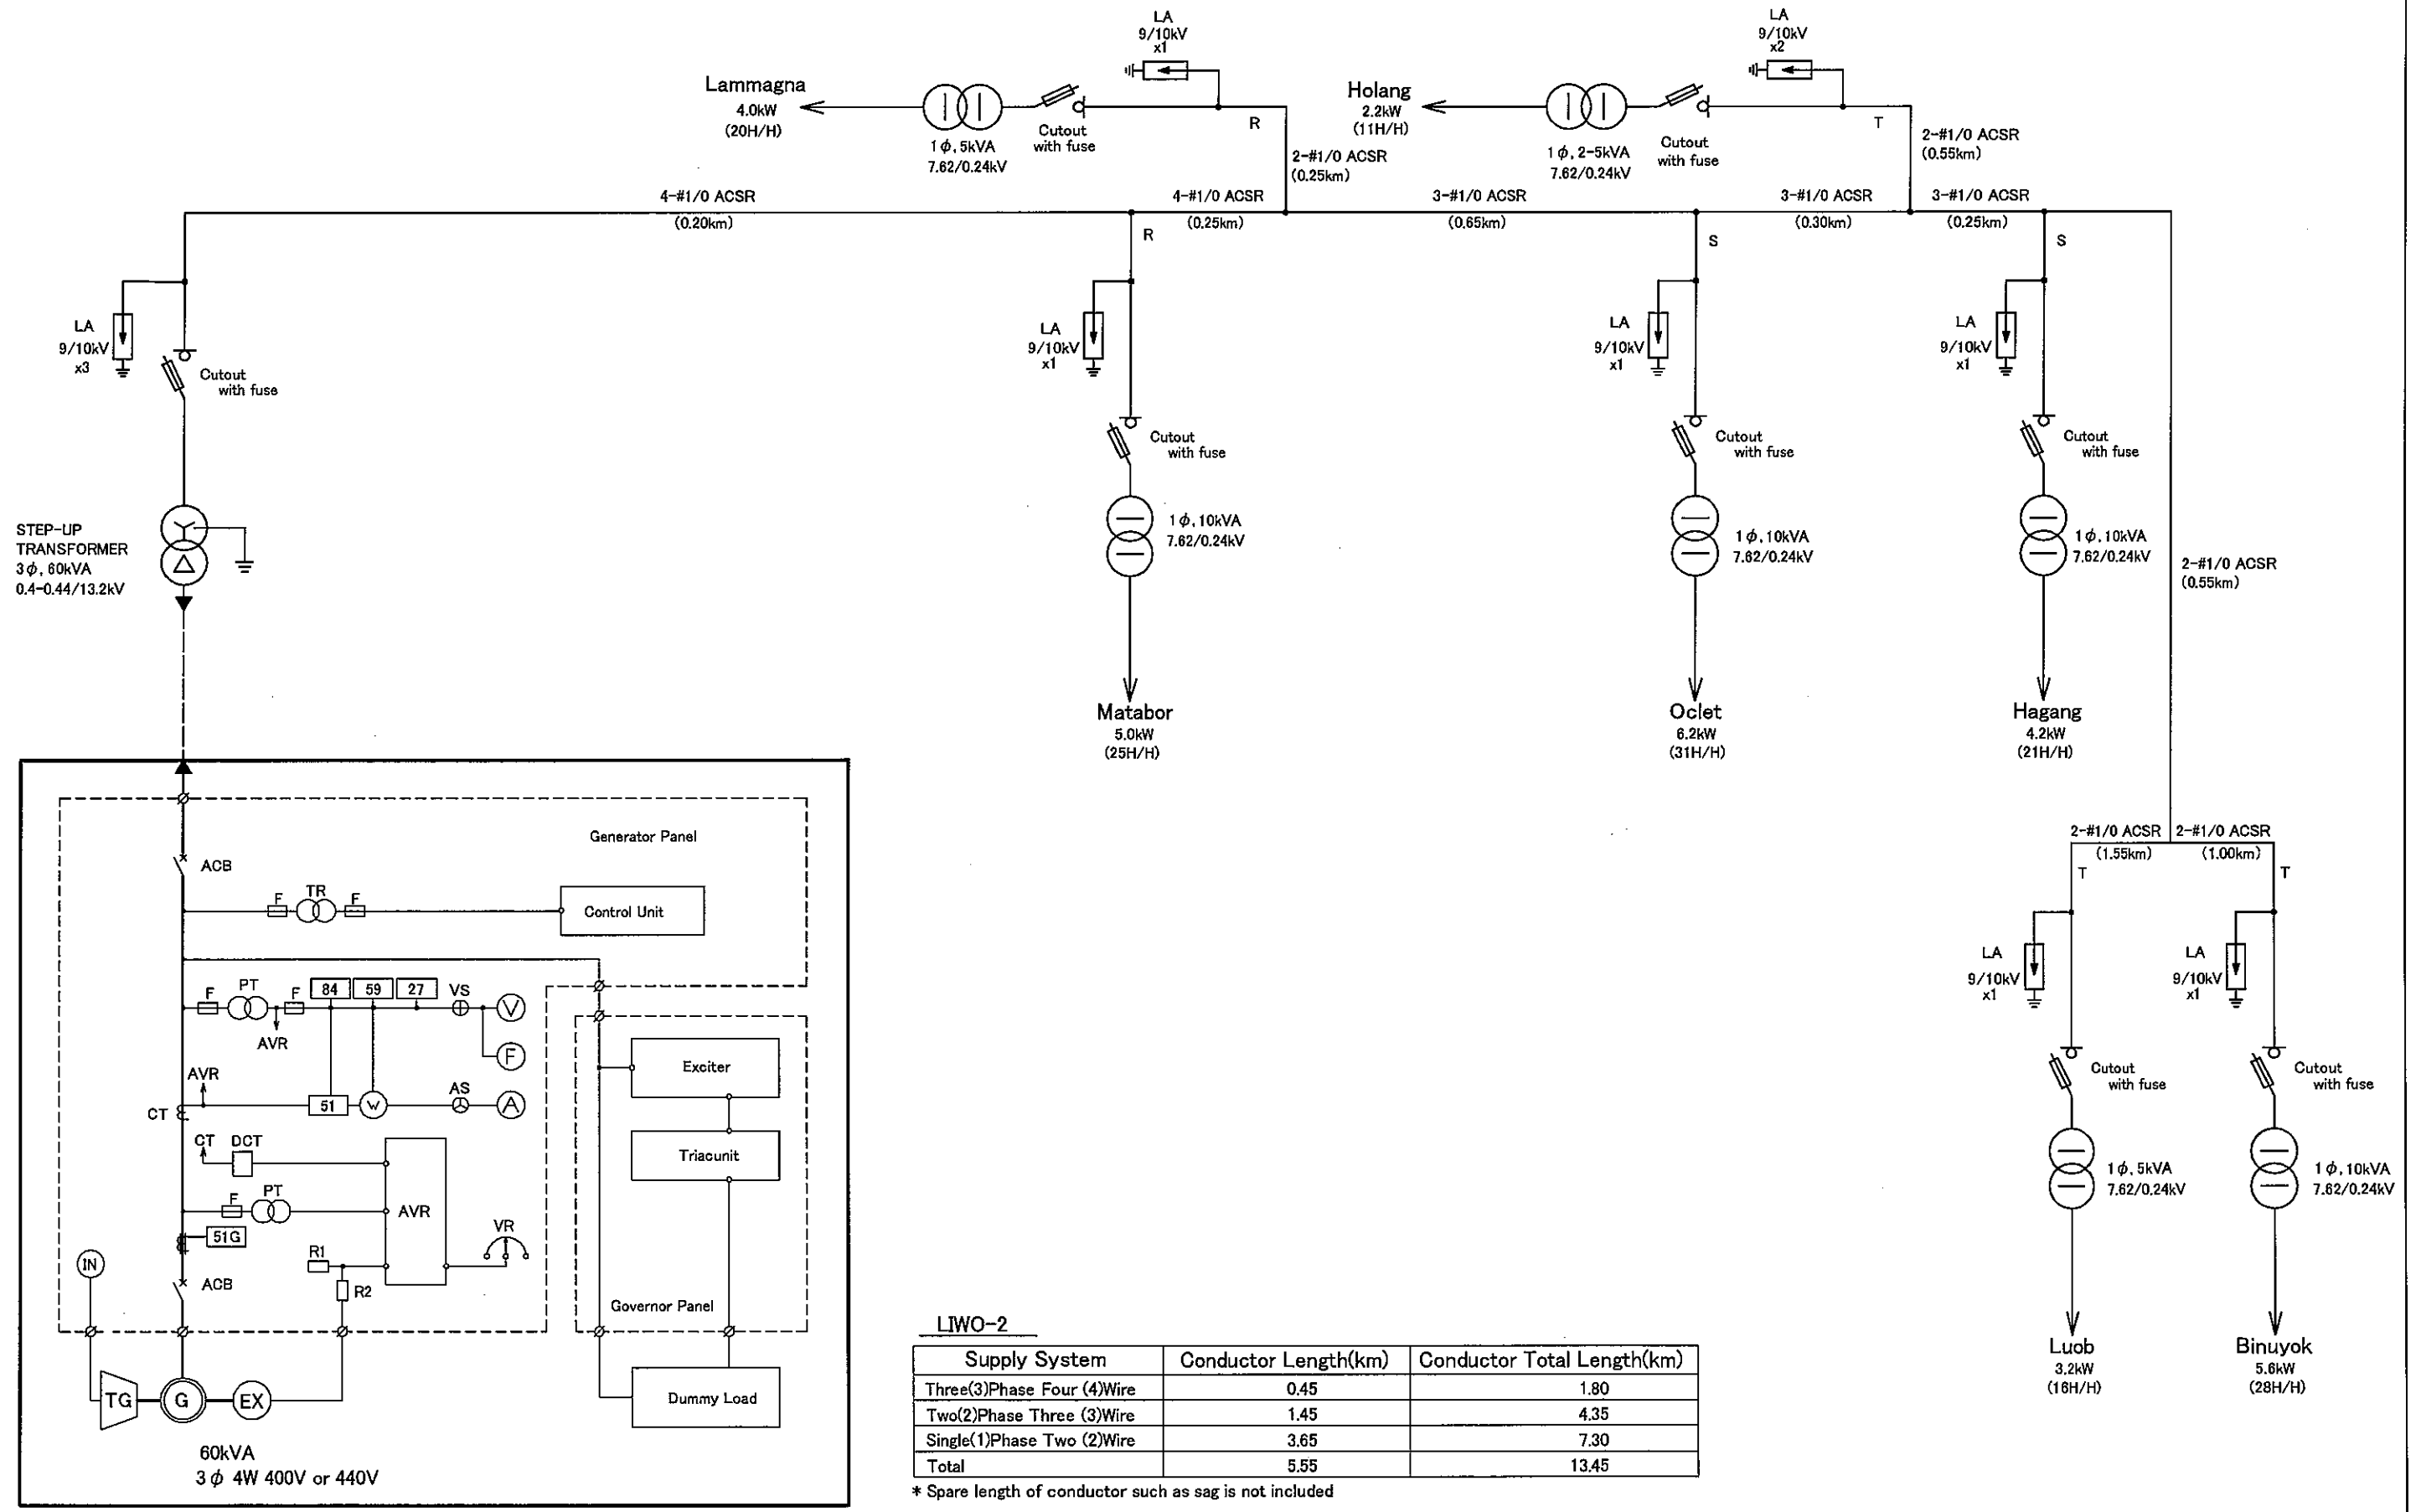 LA
9/10kV
x1
Lammagna
4.0kW
(20H/H)
1ϕ, 5kVA
7.62/0.24kV
Cutout
with fuse
R
2-#1/0 ACSR
(0.25km)
LA
9/10kV
x2
Holang
2.2kW
(11H/H)
1ϕ, 2-5kVA
7.62/0.24kV
Cutout
with fuse
T
2-#1/0 ACSR
(0.55km)
4-#1/0 ACSR
(0.20km)
4-#1/0 ACSR
(0.25km)
3-#1/0 ACSR
(0.65km)
3-#1/0 ACSR
(0.30km)
3-#1/0 ACSR
(0.25km)
LA
9/10kV
x3
Cutout
with fuse
STEP-UP
TRANSFORMER
3ϕ, 60kVA
0.4-0.44/13.2kV
R
LA
9/10kV
x1
Cutout
with fuse
1ϕ, 10kVA
7.62/0.24kV
Matabor
5.0kW
(25H/H)
S
LA
9/10kV
x1
Cutout
with fuse
1ϕ, 10kVA
7.62/0.24kV
Oclet
6.2kW
(31H/H)
S
LA
9/10kV
x1
Cutout
with fuse
1ϕ, 10kVA
7.62/0.24kV
Hagang
4.2kW
(21H/H)
2-#1/0 ACSR
(0.55km)
2-#1/0 ACSR
(1.55km)
2-#1/0 ACSR
(1.00km)
T
LA
9/10kV
x1
Cutout
with fuse
1ϕ, 5kVA
7.62/0.24kV
Luob
3.2kW
(16H/H)
T
LA
9/10kV
x1
Cutout
with fuse
1ϕ, 10kVA
7.62/0.24kV
Binuyok
5.6kW
(28H/H)
Generator Panel
ACB
F TR F
Control Unit
F PT F 84 59 27 VS V
AVR
F
AVR
CT 51 W AS A
CT DCT
F PT
AVR
51G
VR
R1
R2
IN
ACB
Exciter
Triacunit
Governor Panel
Dummy Load
TG G EX
60kVA
3ϕ 4W 400V or 440V
LIWO-2
Supply System Conductor Length(km) Conductor Total Length(km)
Three(3)Phase Four (4)Wire 0.45 1.80
Two(2)Phase Three (3)Wire 1.45 4.35
Single(1)Phase Two (2)Wire 3.65 7.30
Total 5.55 13.45
* Spare length of conductor such as sag is not included